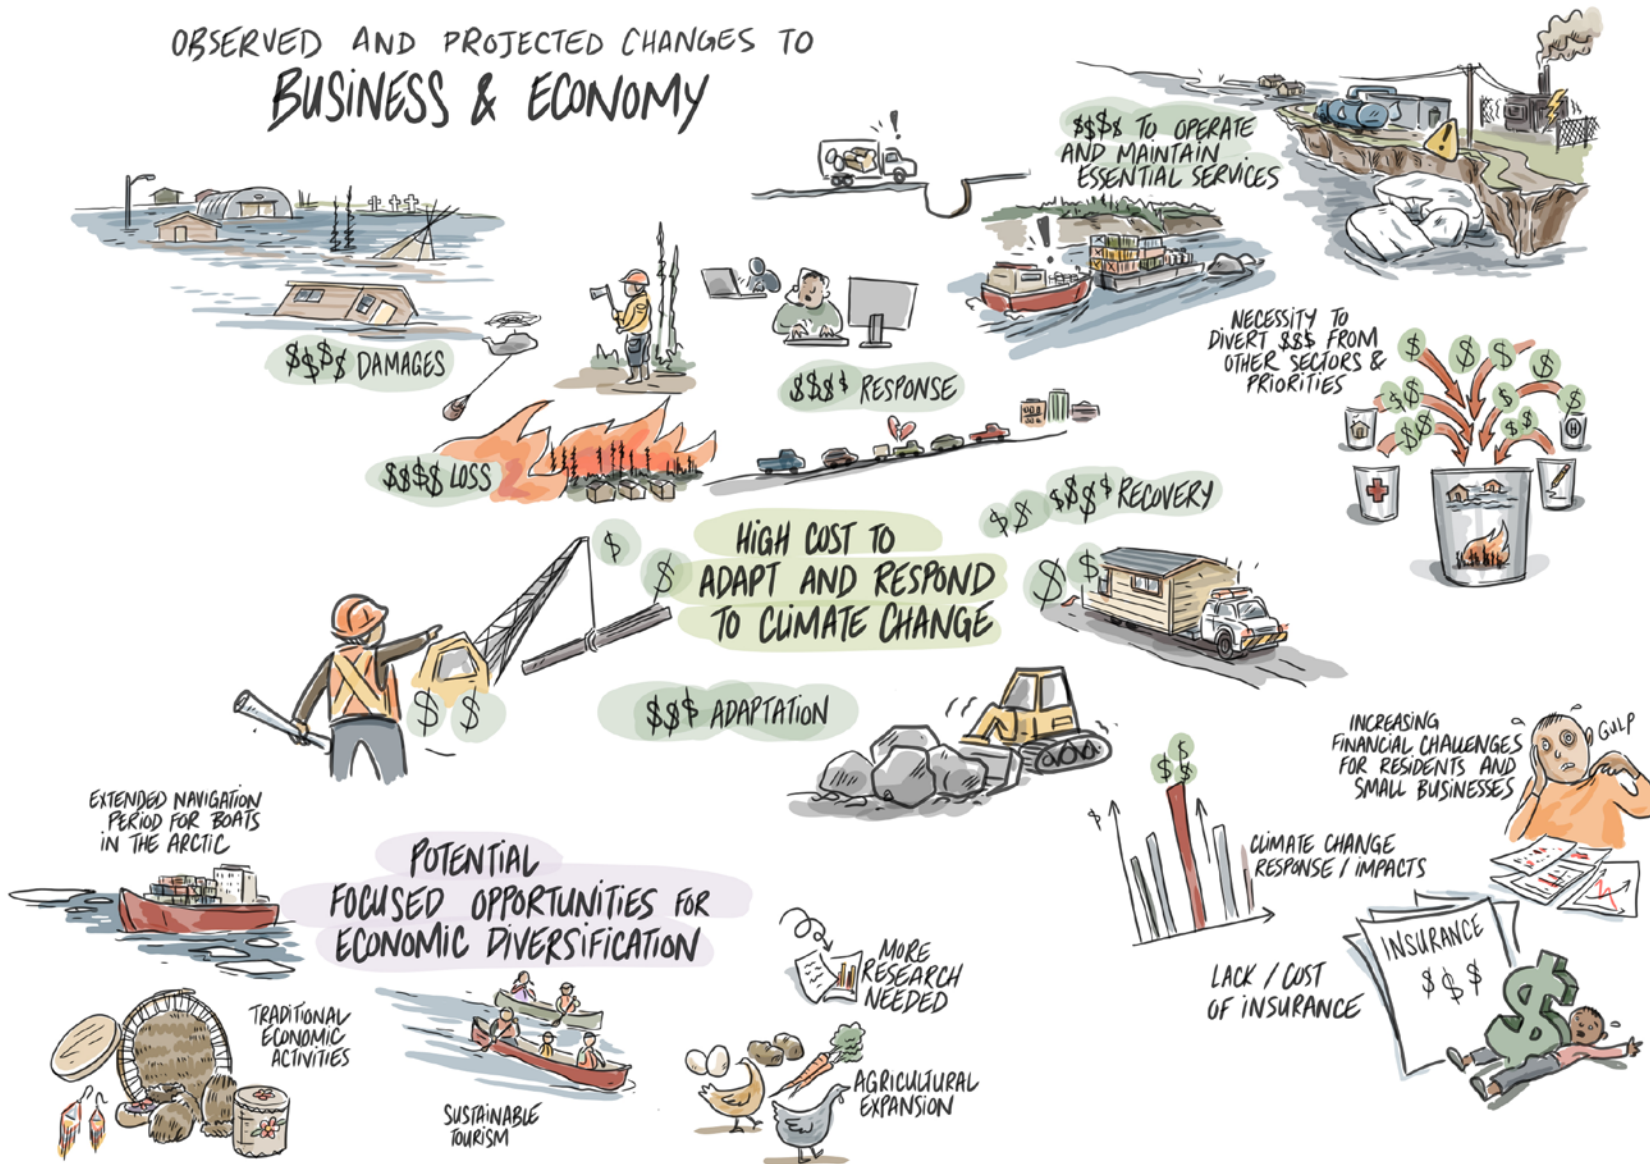 OBSERVED AND PROJECTED CHANGES TO
BUSINESS & ECONOMY
$$$$ TO OPERATE
AND MAINTAIN
ESSENTIAL SERVICES
!
!
!
NECESSITY TO
DIVERT $$$ FROM
OTHER SECTORS &
PRIORITIES
$ $ $ $
$$ $ $
$$ $$
H
$$$$ DAMAGES
$$$$ RESPONSE
$$$$ LOSS
$$ $$$$ RECOVERY
HIGH COST TO
ADAPT AND RESPOND
TO CLIMATE CHANGE
$
$
$ $
$ $
$$$ ADAPTATION
INCREASING
FINANCIAL CHALLENGES
FOR RESIDENTS AND
SMALL BUSINESSES
GULP
$
$ $
$
CLIMATE CHANGE
RESPONSE / IMPACTS
LACK / COST
OF INSURANCE
INSURANCE
$ $ $
$
EXTENDED NAVIGATION
PERIOD FOR BOATS
IN THE ARCTIC
POTENTIAL
FOCUSED OPPORTUNITIES FOR
ECONOMIC DIVERSIFICATION
MORE
RESEARCH
NEEDED
TRADITIONAL
ECONOMIC
ACTIVITIES
SUSTAINABLE
TOURISM
AGRICULTURAL
EXPANSION